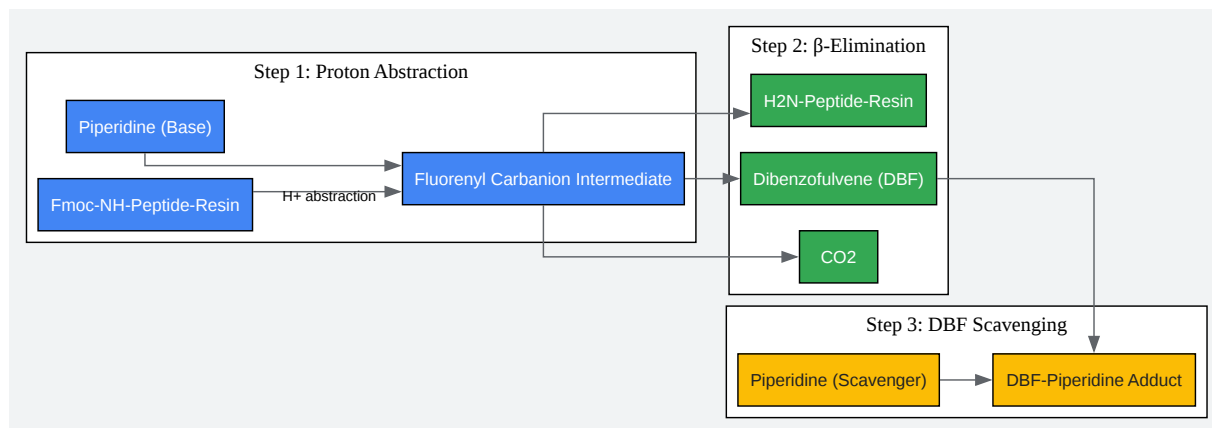 Step 1: Proton Abstraction
Piperidine (Base)
Fmoc-NH-Peptide-Resin
H+ abstraction
Fluorenyl Carbanion Intermediate
Step 2: β-Elimination
H2N-Peptide-Resin
Dibenzofulvene (DBF)
CO2
Step 3: DBF Scavenging
Piperidine (Scavenger)
DBF-Piperidine Adduct